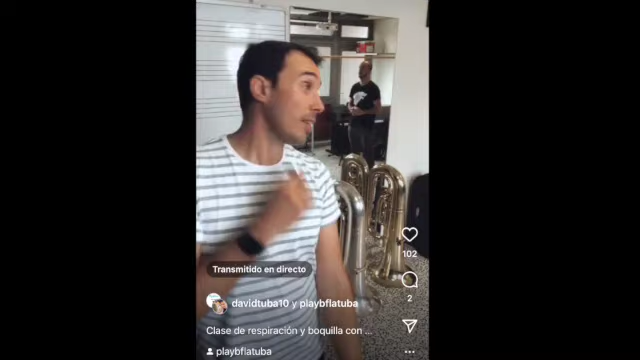 102
Transmitido en directo
2
davidtuba10 y playbflatuba
Clase de respiración y boquilla con ...
playbflatuba